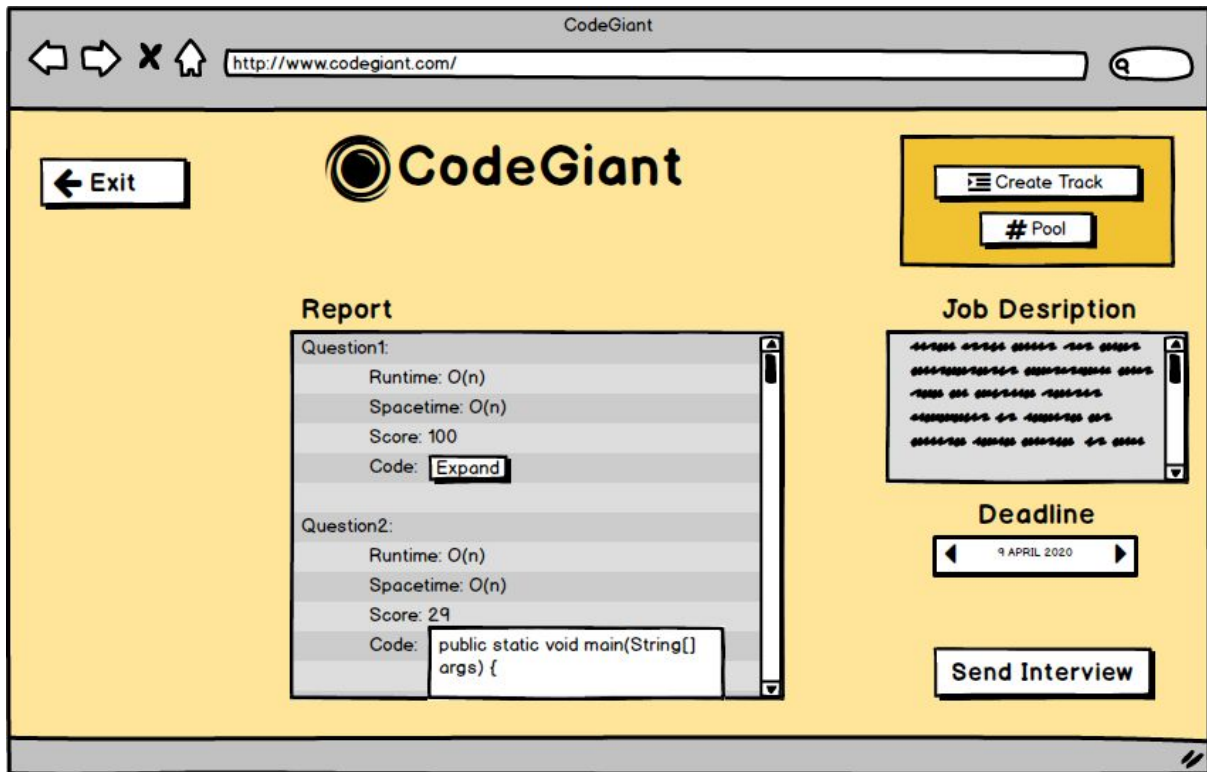 CodeGiant
http://www.codegiant.com/
Exit
CodeGiant
Create Track
# Pool
Report
Question1:
Runtime: O(n)
Spacetime: O(n)
Score: 100
Code: Expand
Question2:
Runtime: O(n)
Spacetime: O(n)
Score: 29
Code: public static void main(String[]
args) {
Job Desription
Deadline
9 APRIL 2020
Send Interview